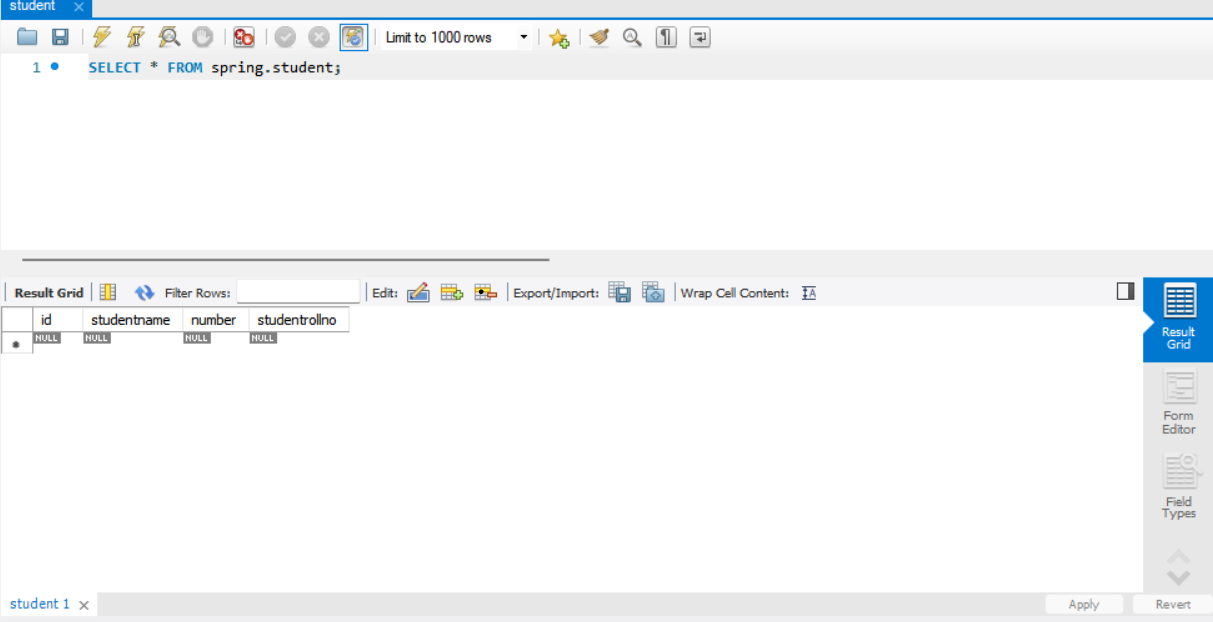 student
Limit to 1000 rows
1 SELECT * FROM spring.student;
Result Grid Filter Rows: Edit: Export/Import: Wrap Cell Content:
id studentname number studentrollno
NULL NULL NULL NULL
Result
Grid
Form
Editor
Field
Types
student 1 Apply Revert